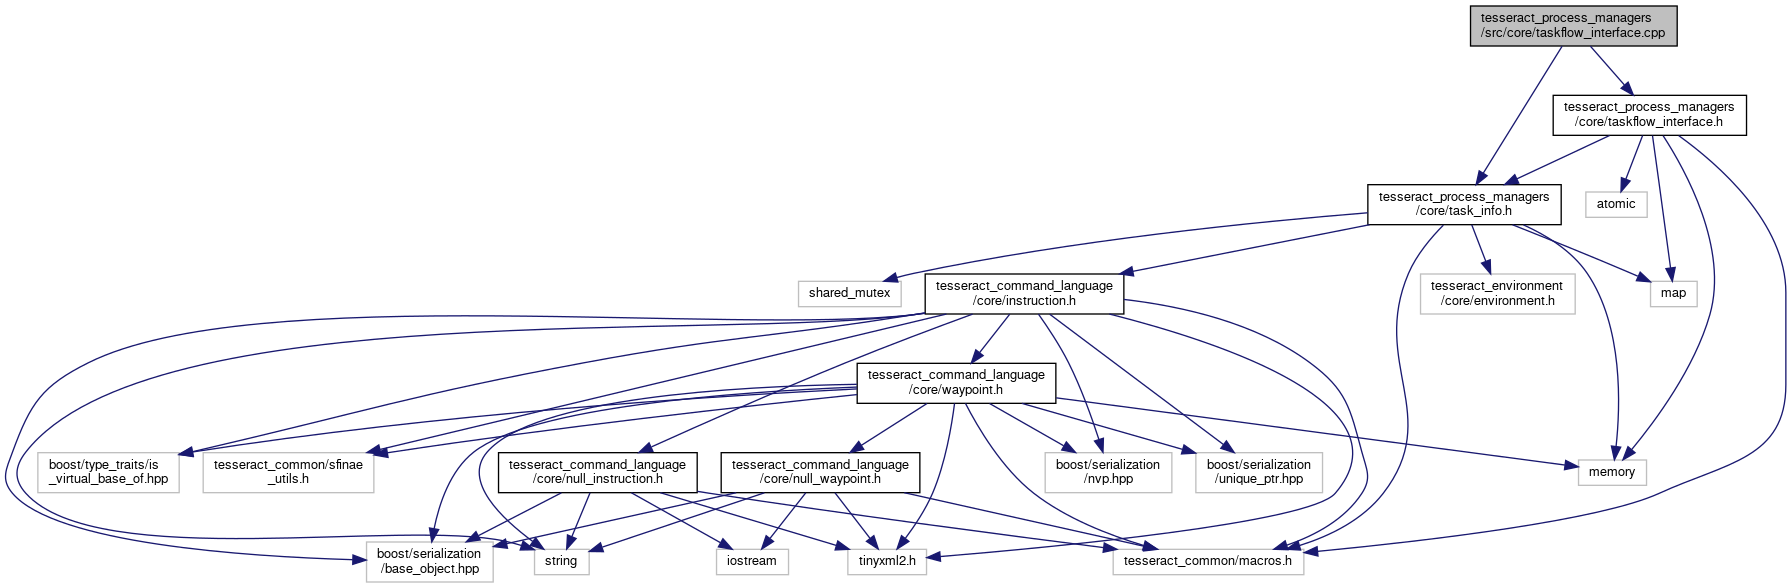 tesseract_process_managers
/src/core/taskflow_interface.cpp
tesseract_process_managers
/core/taskflow_interface.h
tesseract_process_managers
/core/task_info.h
atomic
shared_mutex
tesseract_command_language
/core/instruction.h
tesseract_environment
/core/environment.h
map
tesseract_command_language
/core/waypoint.h
boost/type_traits/is
_virtual_base_of.hpp
tesseract_common/sfinae
_utils.h
tesseract_command_language
/core/null_instruction.h
tesseract_command_language
/core/null_waypoint.h
boost/serialization
/nvp.hpp
boost/serialization
/unique_ptr.hpp
memory
boost/serialization
/base_object.hpp
string
iostream
tinyxml2.h
tesseract_common/macros.h